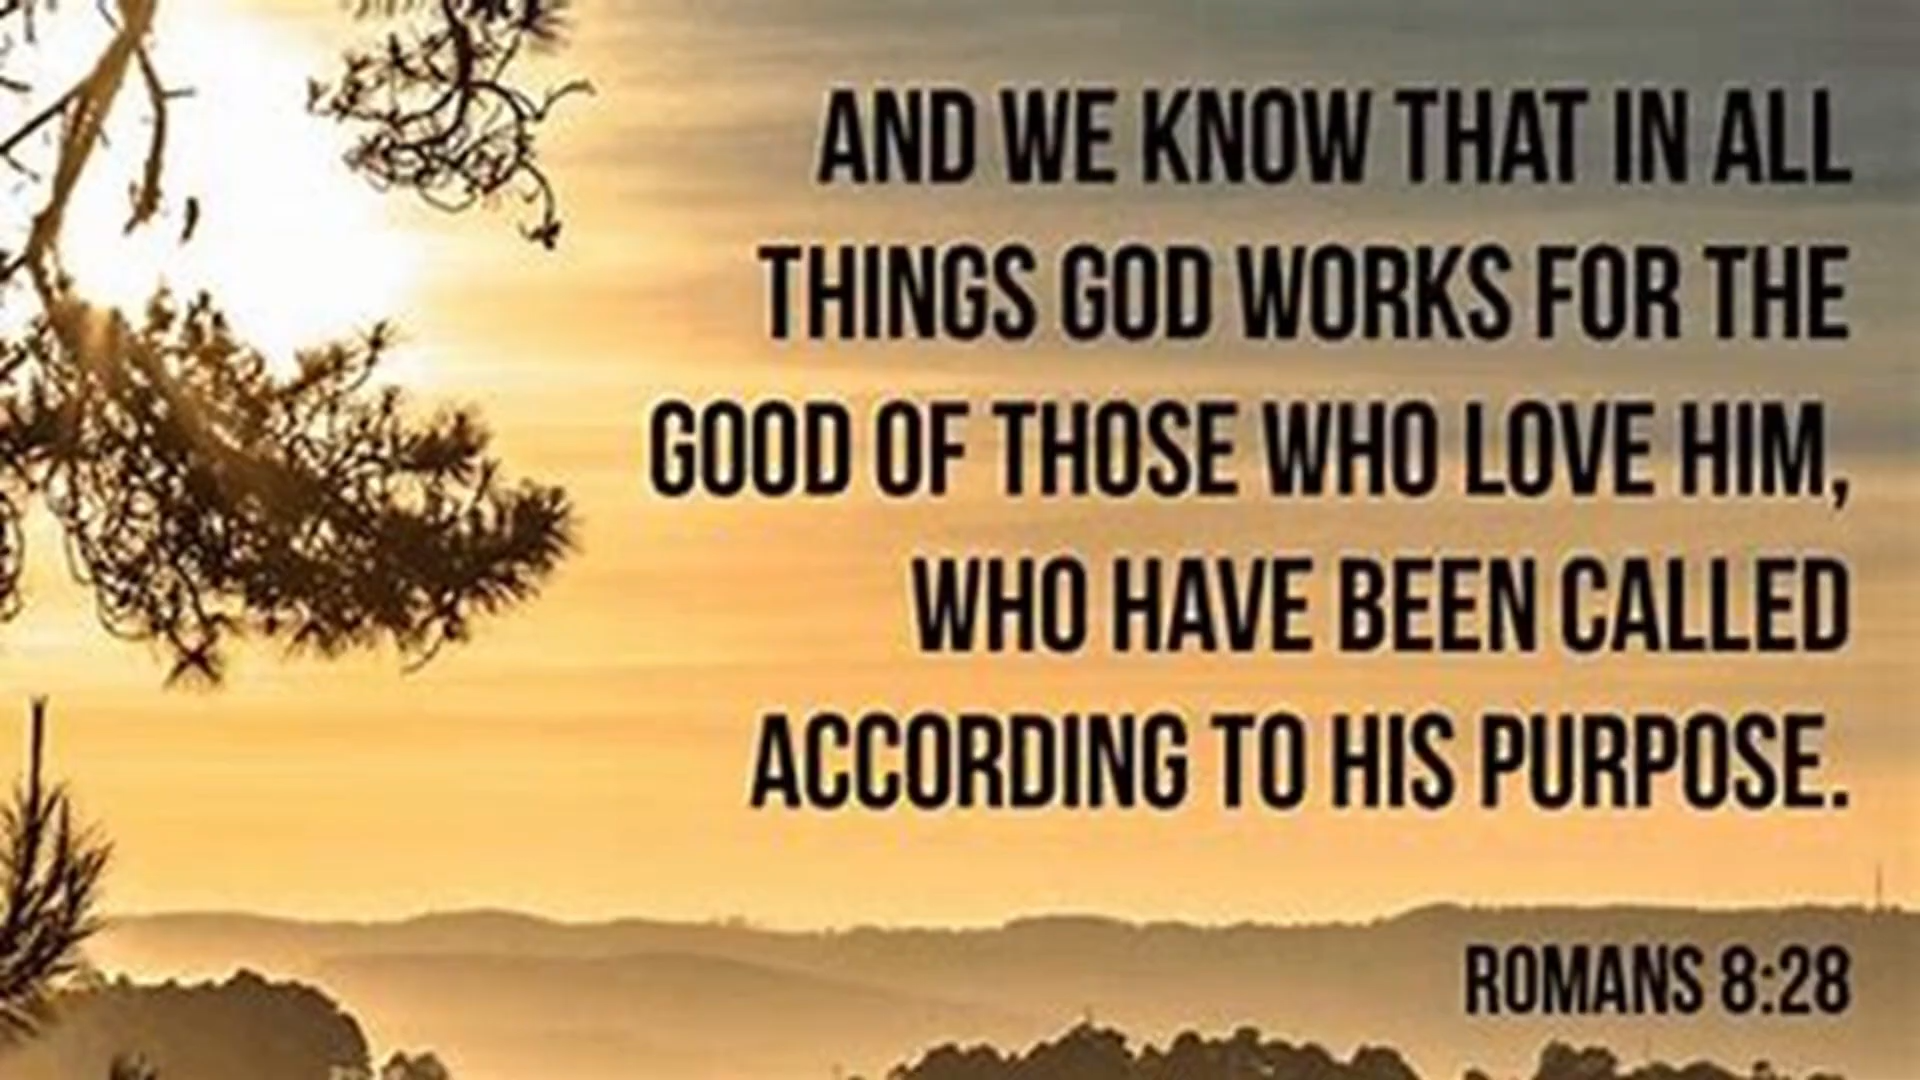 AND WE KNOW THAT IN ALL
THINGS GOD WORKS FOR THE
GOOD OF THOSE WHO LOVE HIM,
WHO HAVE BEEN CALLED
ACCORDING TO HIS PURPOSE.
ROMANS 8:28